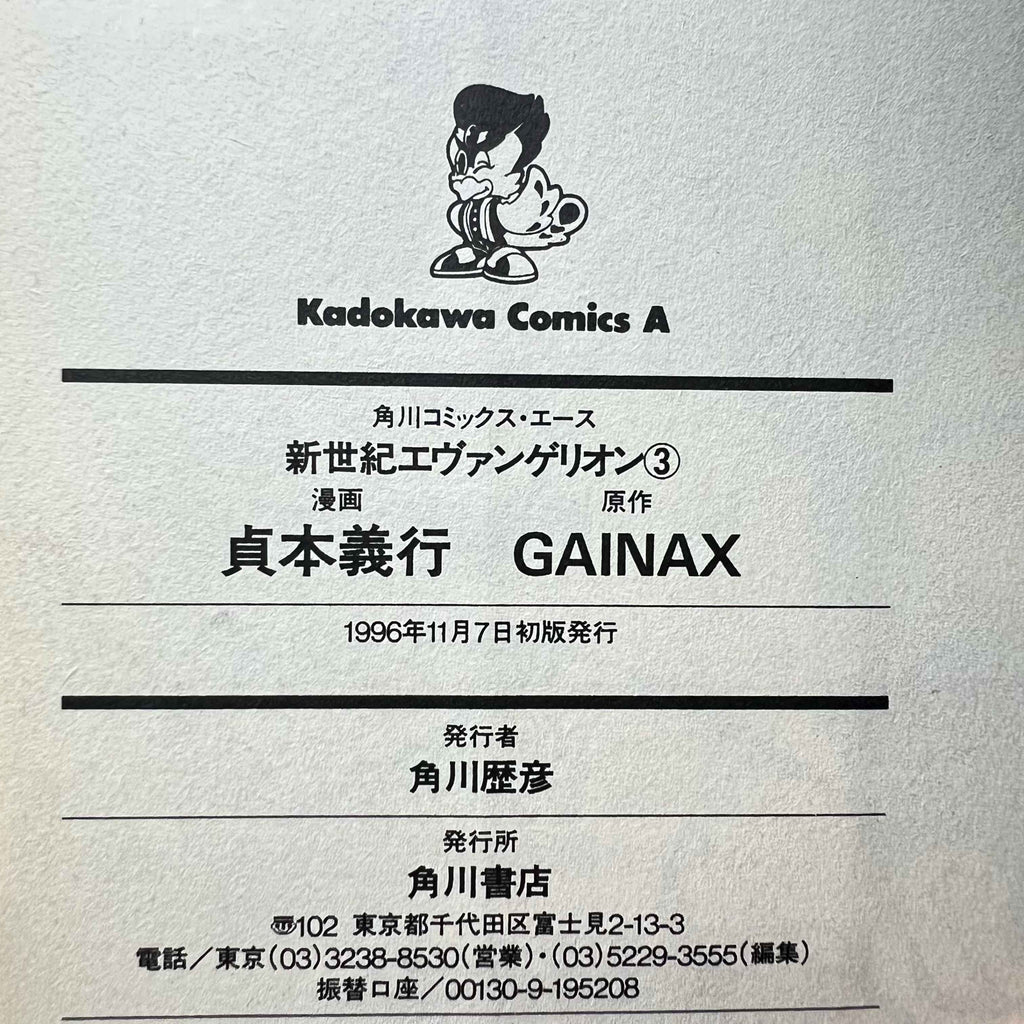 Kadokawa Comics A
角川コミックス・エース
新世紀エヴァンゲリオン③
漫画 原作
貞本義行 GAINAX
1996年11月7日初版発行
発行者
角川歴彦
発行所
角川書店
〠102 東京都千代田区富士見2-13-3
電話／東京(03)3238-8530(営業)・(03)5229-3555(編集)
振替口座／00130-9-195208